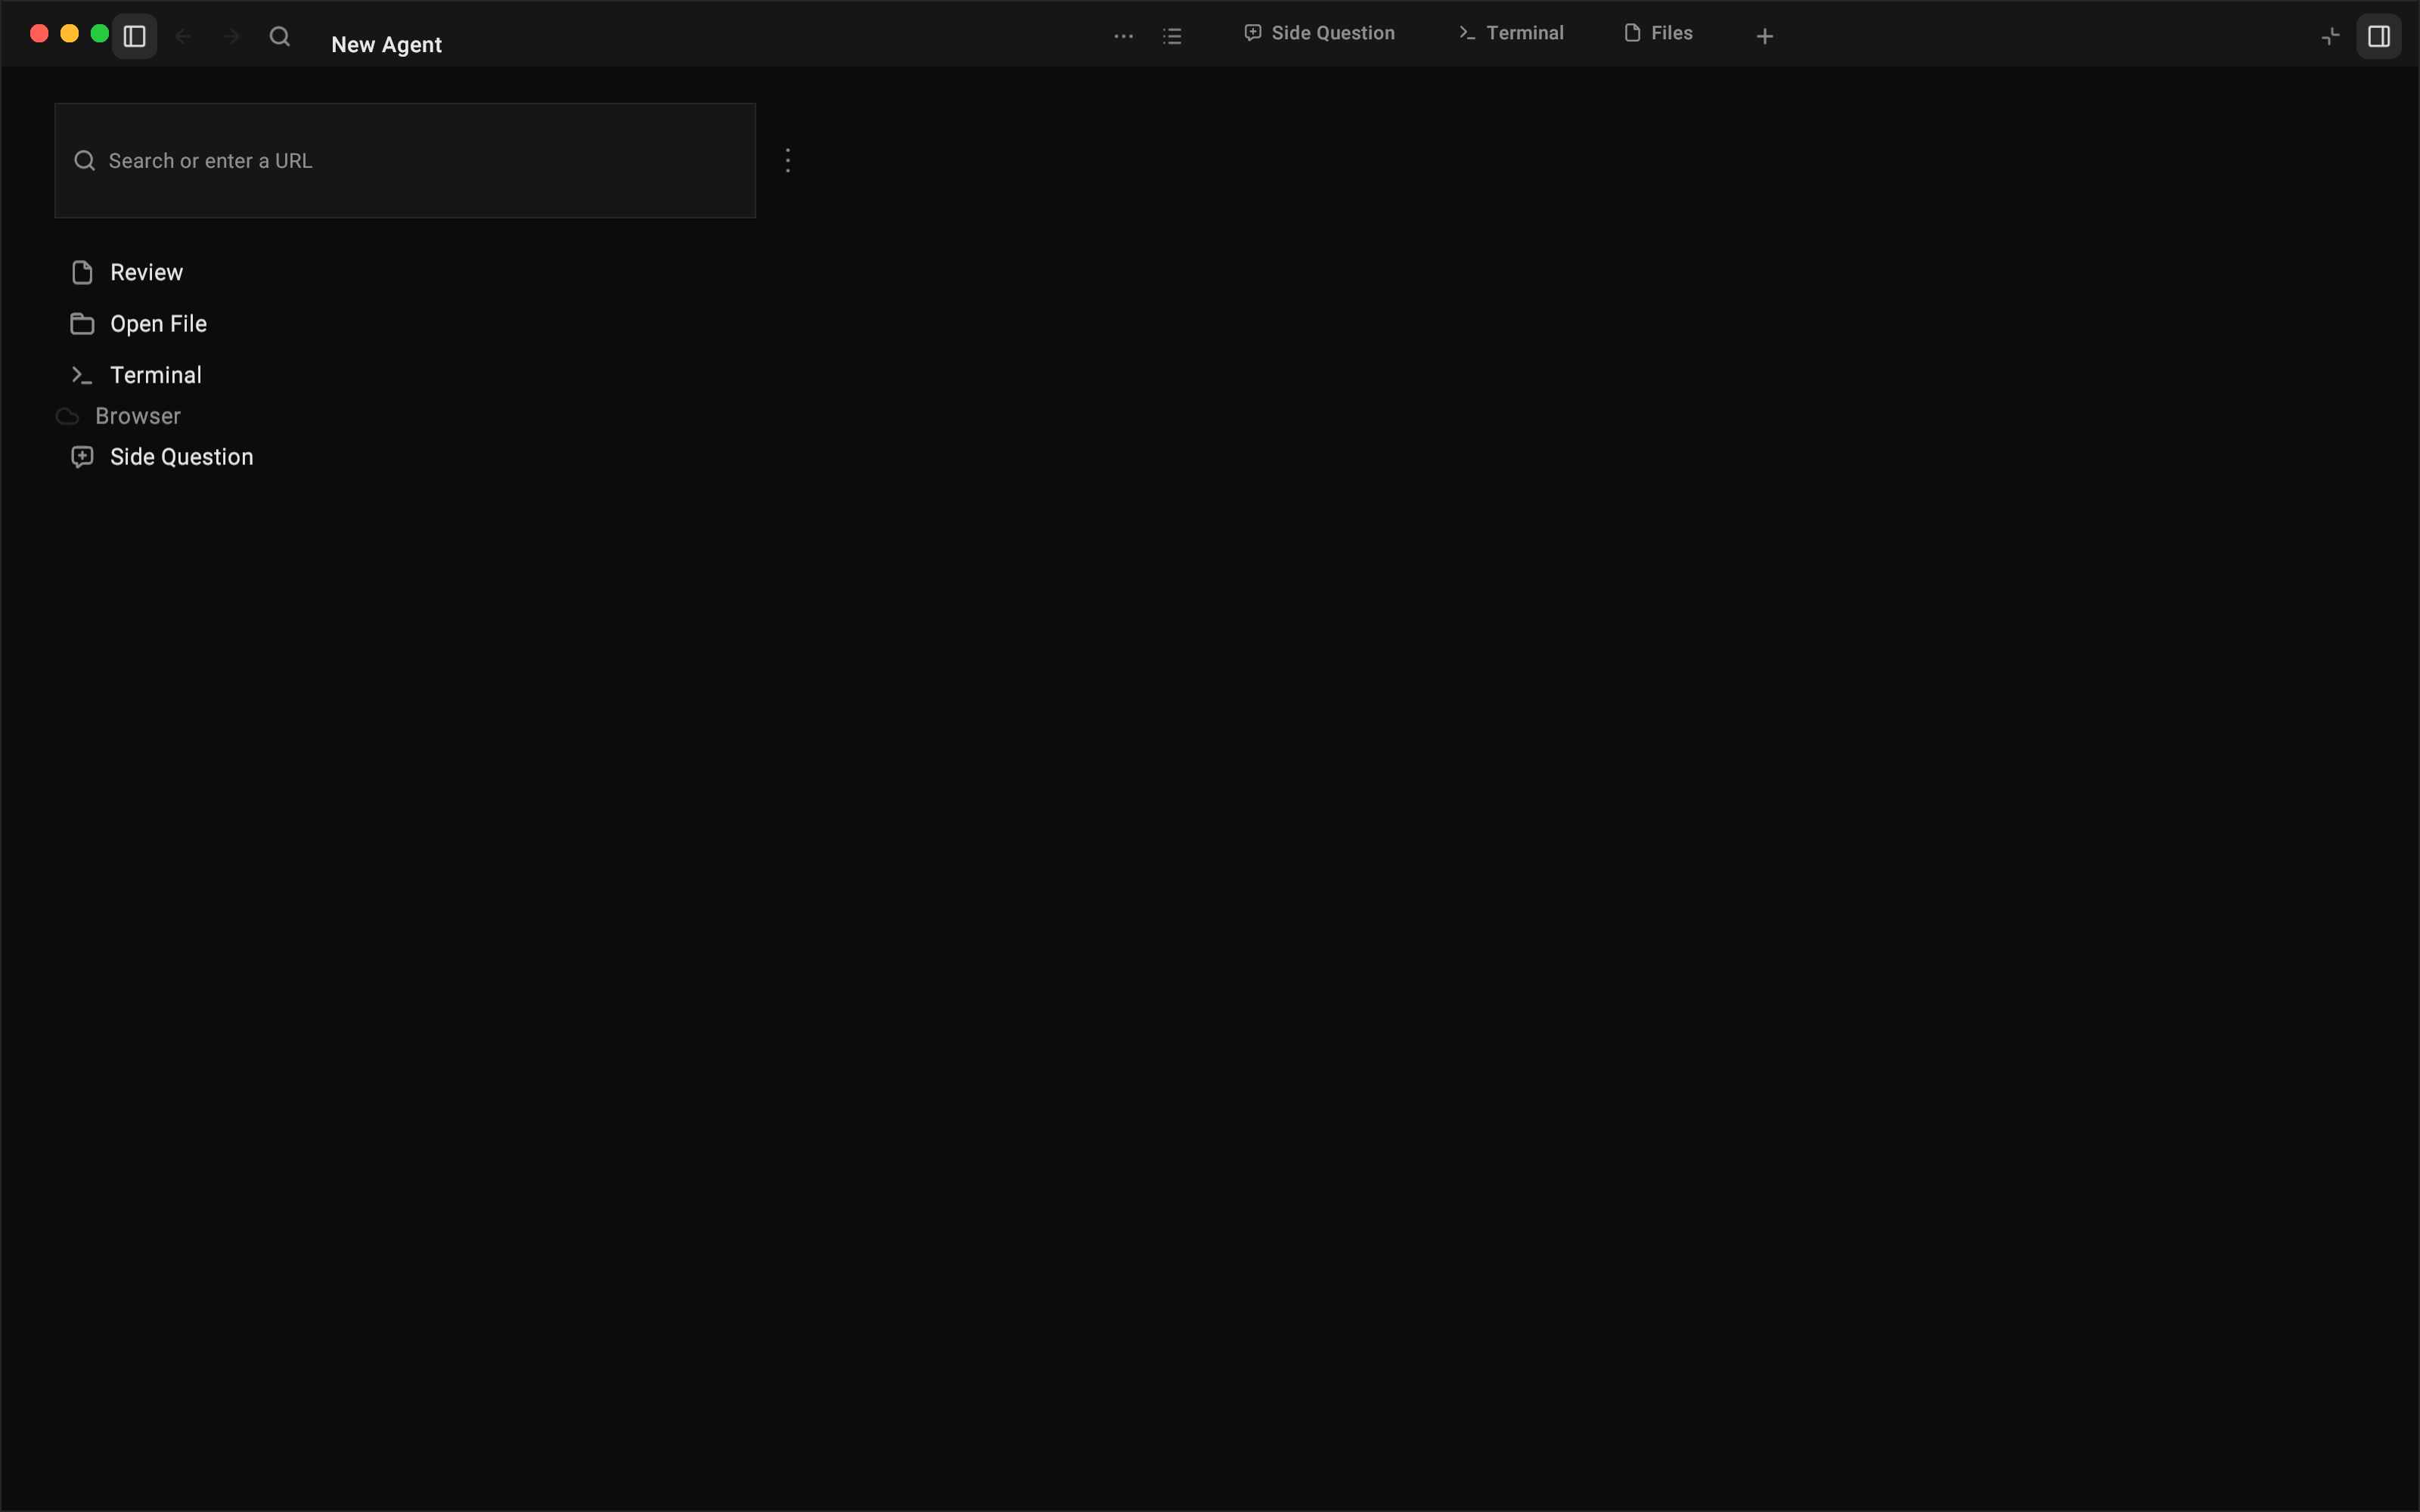 New Agent
Side Question
Terminal
Files
Search or enter a URL
Review
Open File
Terminal
Browser
Side Question